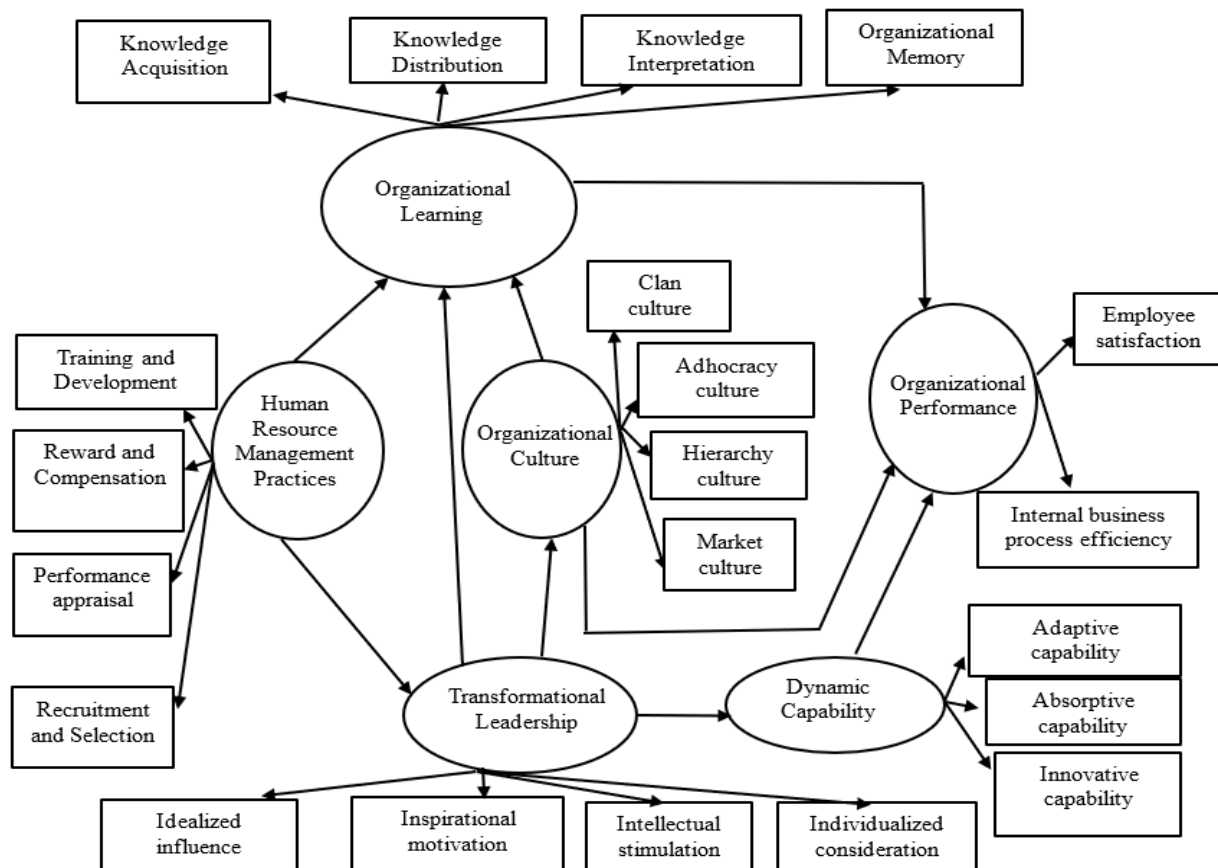 Knowledge
Acquisition
Knowledge
Distribution
Knowledge
Interpretation
Organizational
Memory
Organizational
Learning
Clan
culture
Employee
satisfaction
Training and
Development
Adhocracy
culture
Human
Resource
Management
Practices
Organizational
Performance
Organizational
Culture
Reward and
Compensation
Hierarchy
culture
Internal business
process efficiency
Market
culture
Performance
appraisal
Adaptive
capability
Transformational
Leadership
Dynamic
Capability
Absorptive
capability
Recruitment
and Selection
Innovative
capability
Idealized
influence
Inspirational
motivation
Intellectual
stimulation
Individualized
consideration